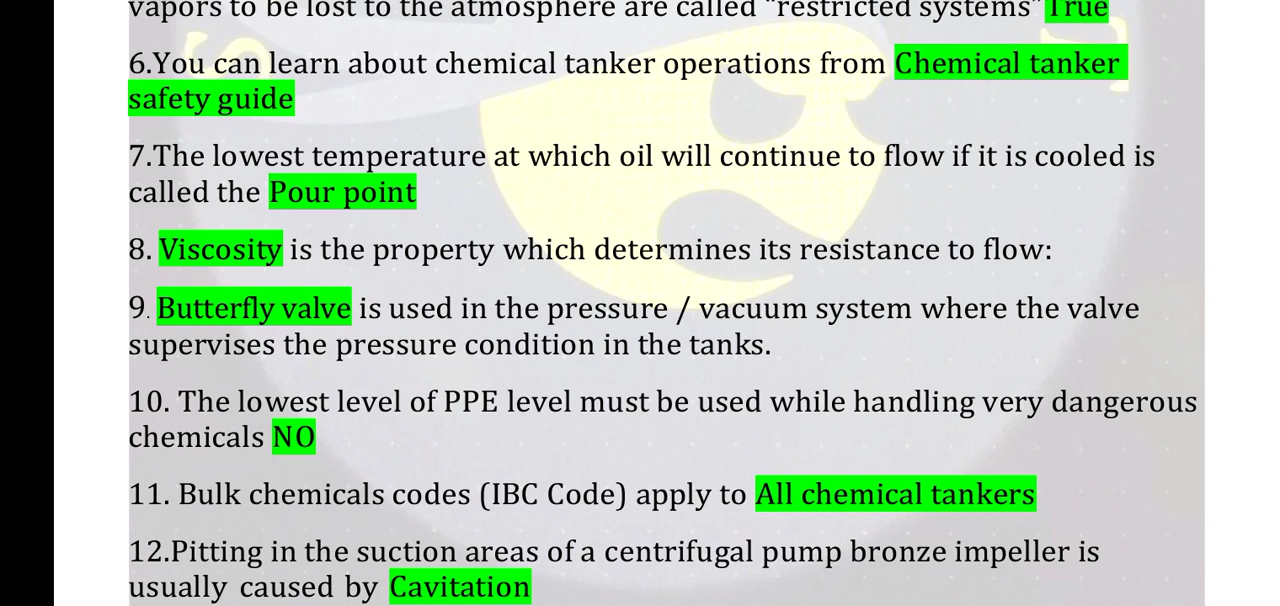 vapors to be lost to the atmosphere are called "restricted systems" True
6.You can learn about chemical tanker operations from Chemical tanker
safety guide
7.The lowest temperature at which oil will continue to flow if it is cooled is
called the Pour point
8. Viscosity is the property which determines its resistance to flow:
9. Butterfly valve is used in the pressure / vacuum system where the valve
supervises the pressure condition in the tanks.
10. The lowest level of PPE level must be used while handling very dangerous
chemicals NO
11. Bulk chemicals codes (IBC Code) apply to All chemical tankers
12.Pitting in the suction areas of a centrifugal pump bronze impeller is
usually caused by Cavitation